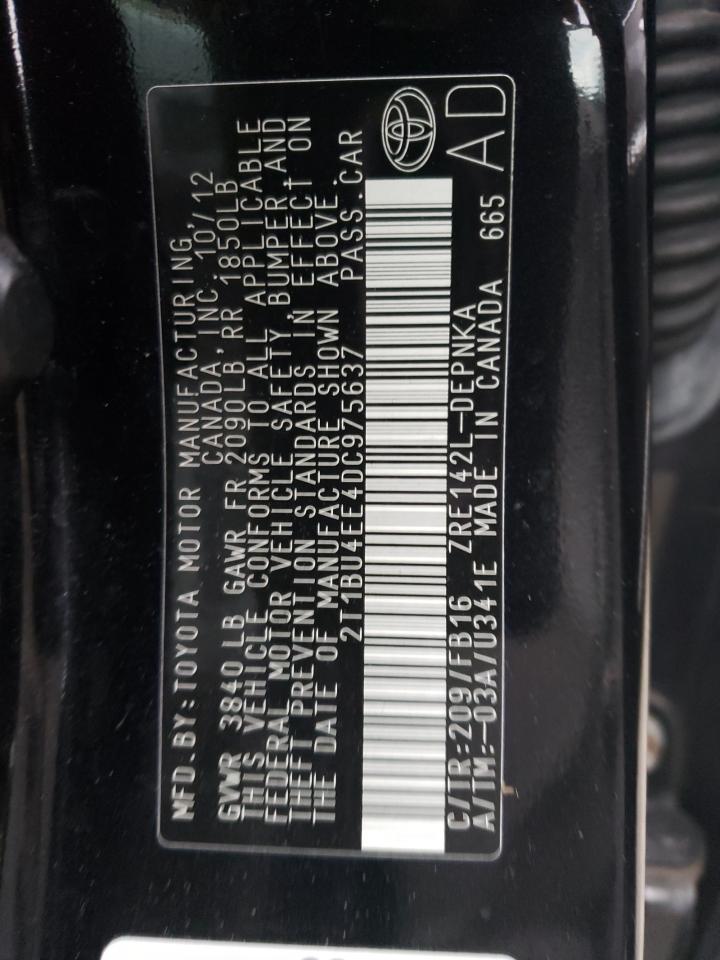 MFD.BY:TOYOTA MOTOR MANUFACTURING
CANADA, INC. 10/12
GVWR 3840LB GAWR FR 2090LB, RR 1850LB
THIS VEHICLE CONFORMS TO ALL APPLICABLE
FEDERAL MOTOR VEHICLE SAFETY, BUMPER, AND
THEFT PREVENTION STANDARDS IN EFFECT ON
THE DATE OF MANUFACTURE SHOWN ABOVE.
2T1BU4EE4DC975637 PASS.CAR
C/TR:209/FB16 ZRE142L-DEPNKA
A/TM:-03A/U341E MADE IN CANADA 665
AD